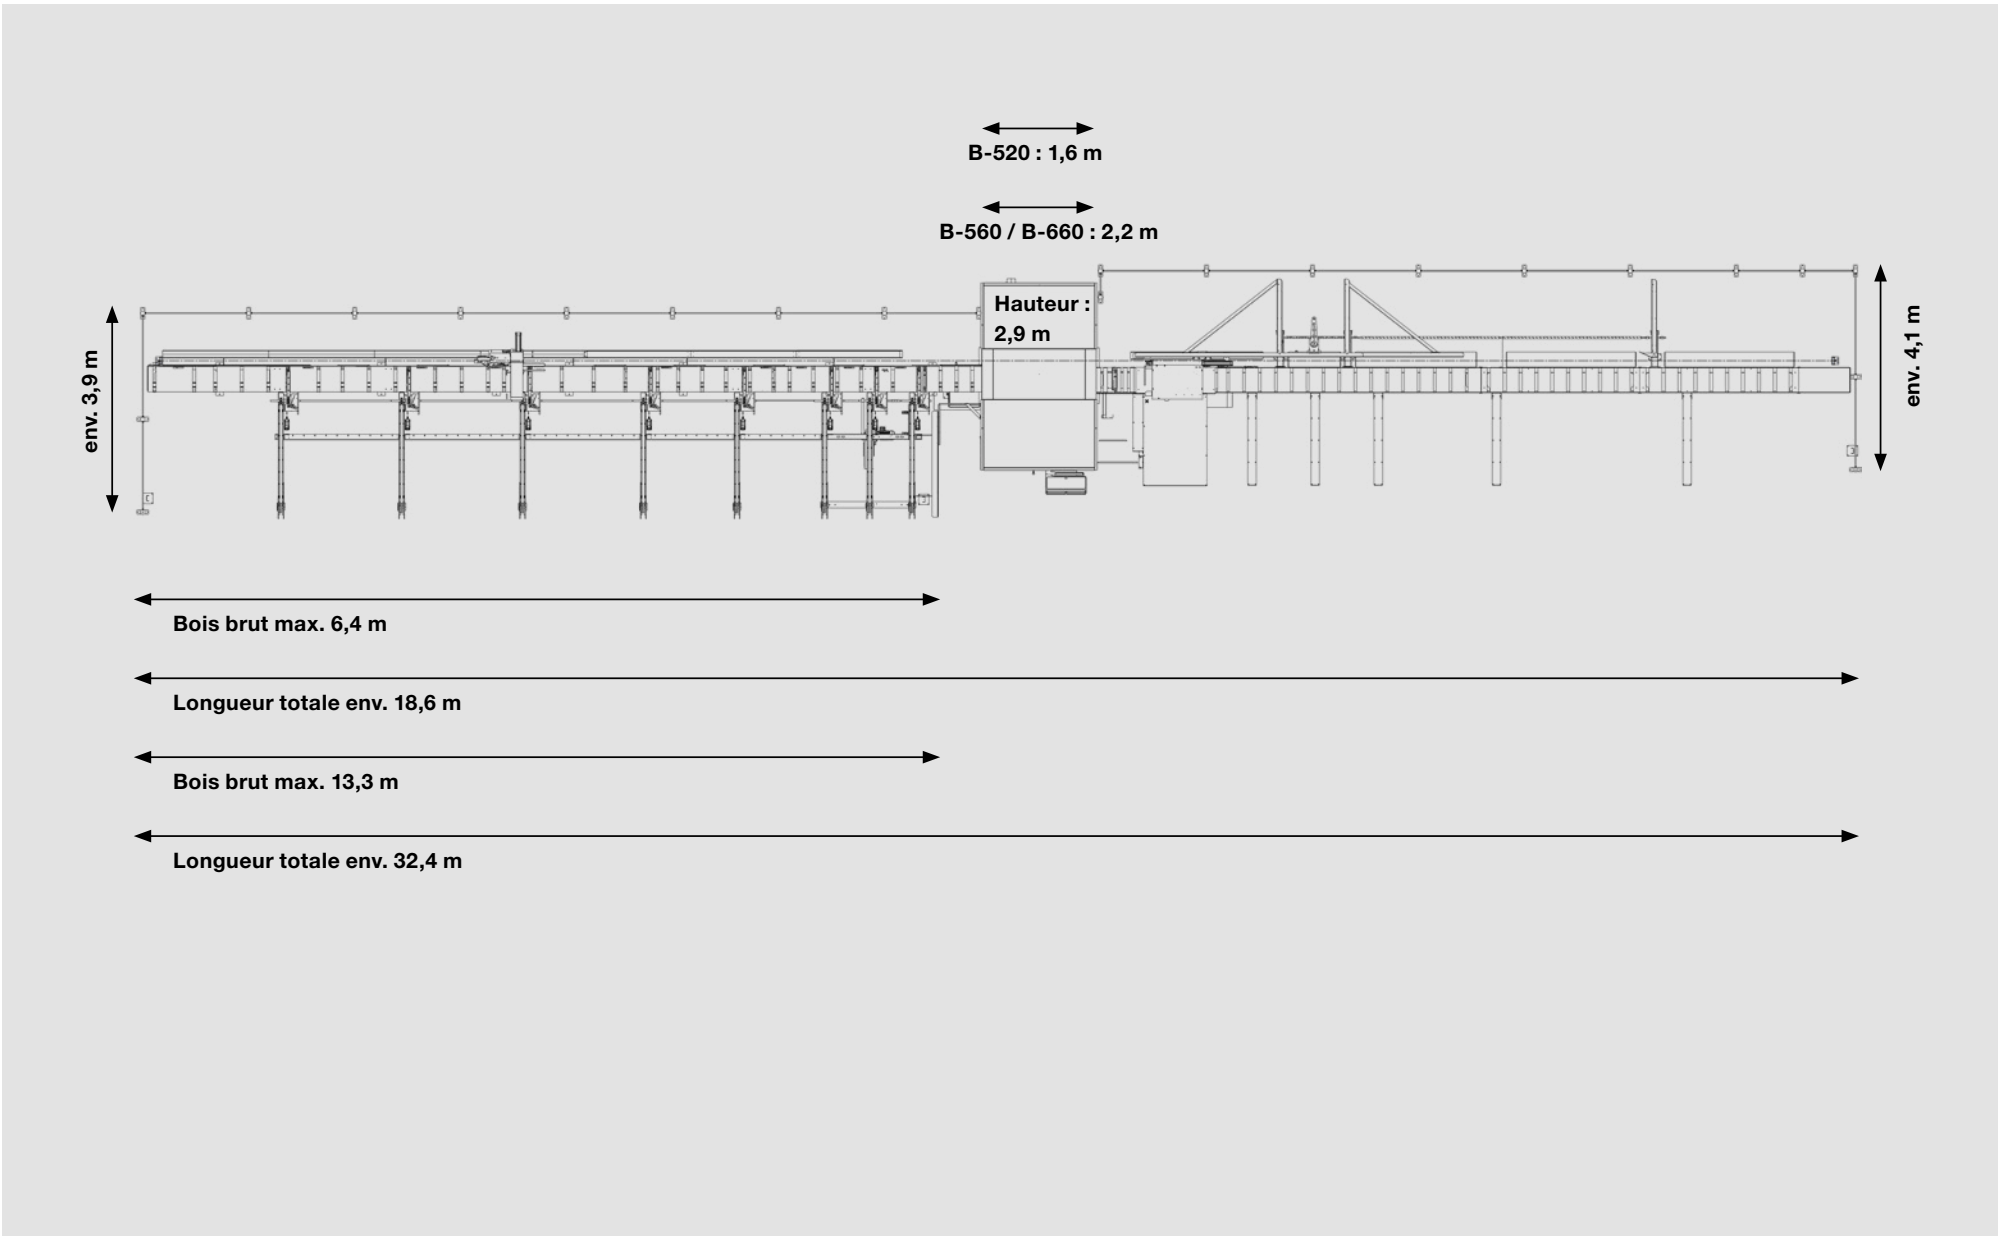 B-520 : 1,6 m
B-560 / B-660 : 2,2 m
Hauteur :
2,9 m
env. 3,9 m
env. 4,1 m
Bois brut max. 6,4 m
Longueur totale env. 18,6 m
Bois brut max. 13,3 m
Longueur totale env. 32,4 m